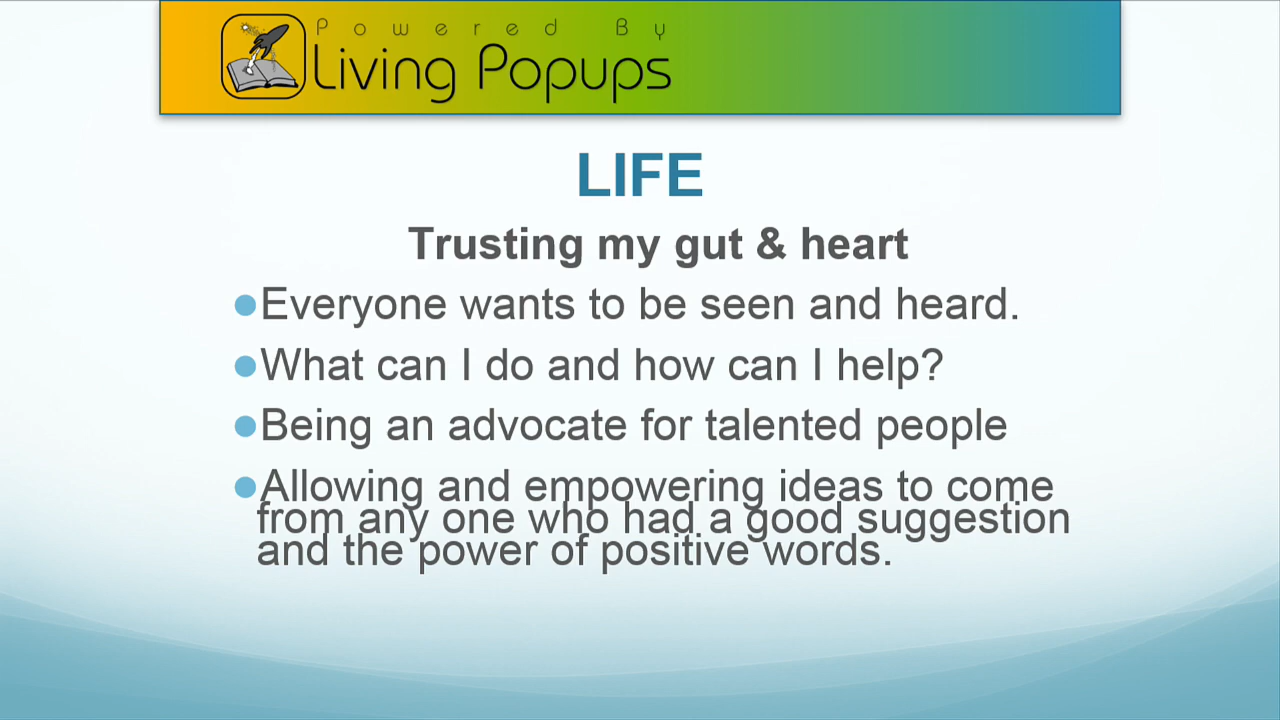 Powered By
Living Popups
LIFE
Trusting my gut & heart
Everyone wants to be seen and heard.
What can I do and how can I help?
Being an advocate for talented people
Allowing and empowering ideas to come
from any one who had a good suggestion
and the power of positive words.